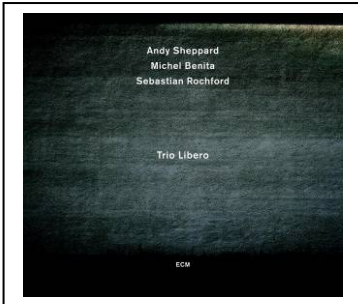 Andy Sheppard
Michel Benita
Sebastian Rochford
Trio Libero
ECM